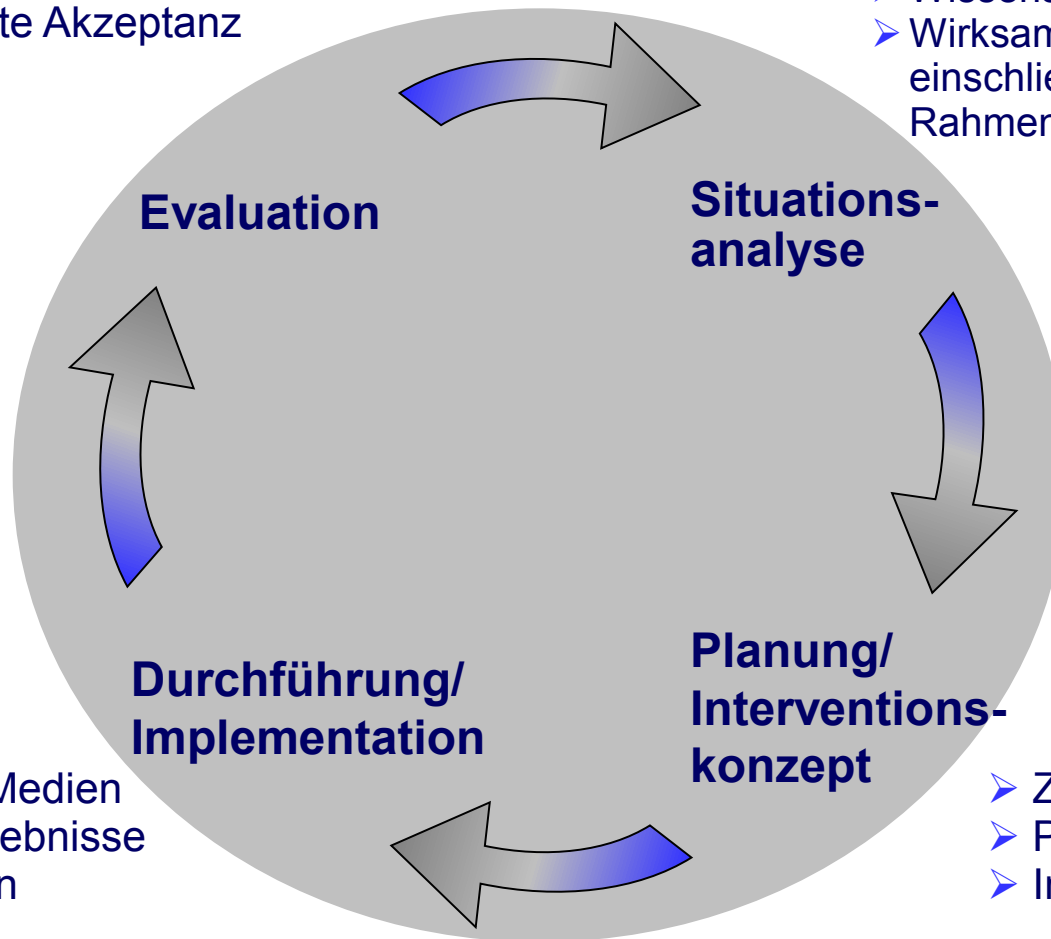 te Akzeptanz
Wirksam
einschlie
Rahmen
Evaluation
Situations-
analyse
Durchführung/
Implementation
Planung/
Interventions-
konzept
Medien
ebnisse
n
Z